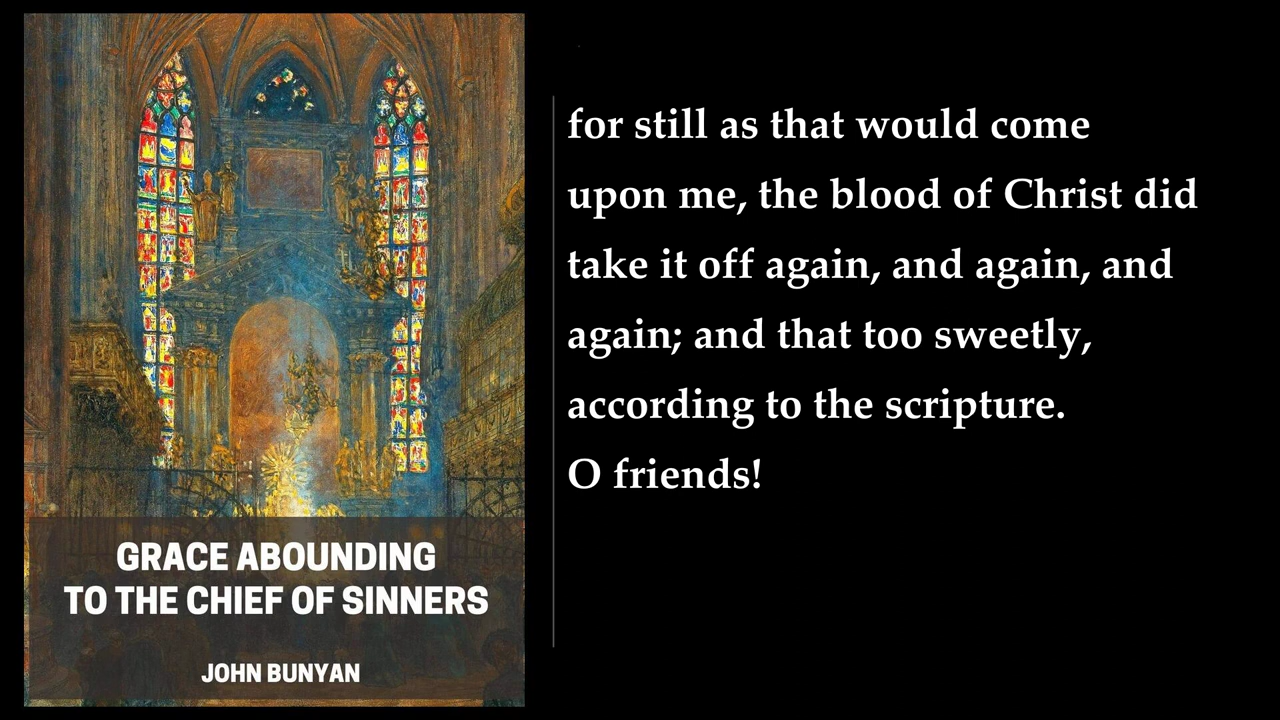 GRACE ABOUNDING
TO THE CHIEF OF SINNERS
JOHN BUNYAN
for still as that would come
upon me, the blood of Christ did
take it off again, and again, and
again; and that too sweetly,
according to the scripture.
O friends!